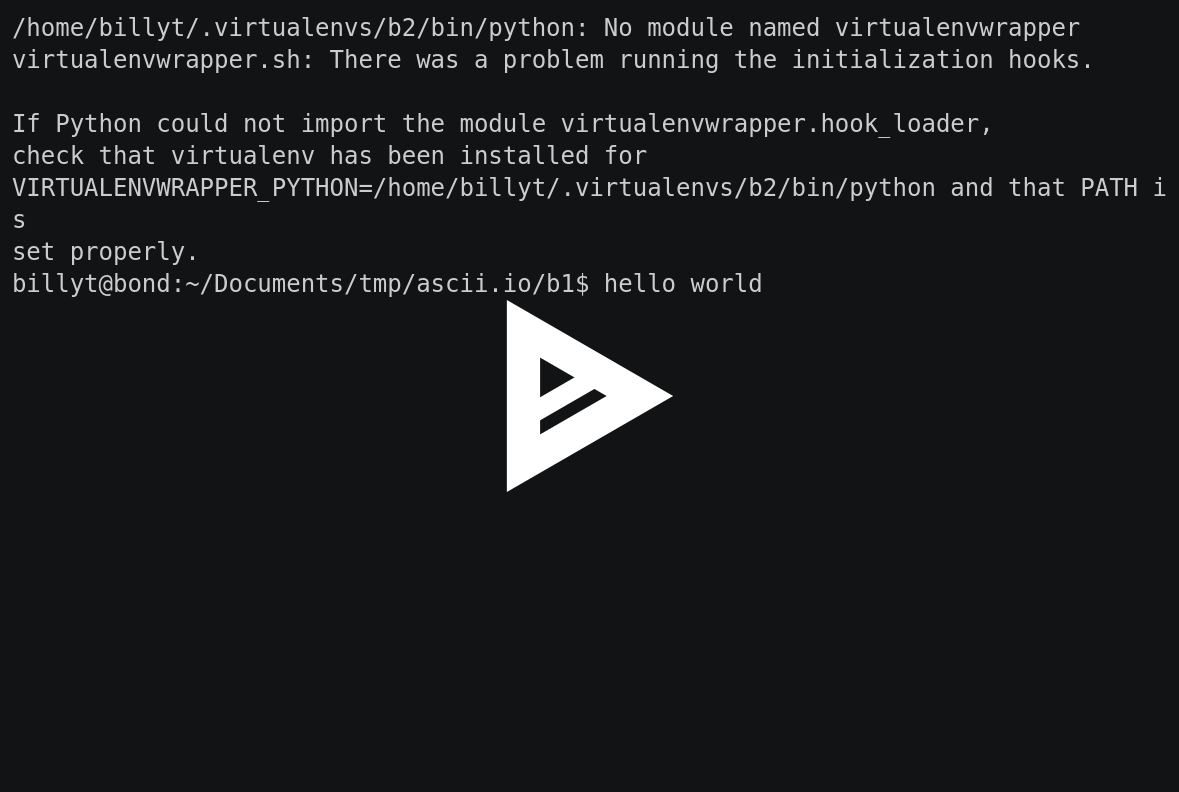 /home/billyt/.virtualenvs/b2/bin/python: No module named virtualenvwrapper
virtualenvwrapper.sh: There was a problem running the initialization hooks.

If Python could not import the module virtualenvwrapper.hook_loader,
check that virtualenv has been installed for
VIRTUALENVWRAPPER_PYTHON=/home/billyt/.virtualenvs/b2/bin/python and that PATH i
s
set properly.
billyt@bond:~/Documents/tmp/ascii.io/b1$ hello world